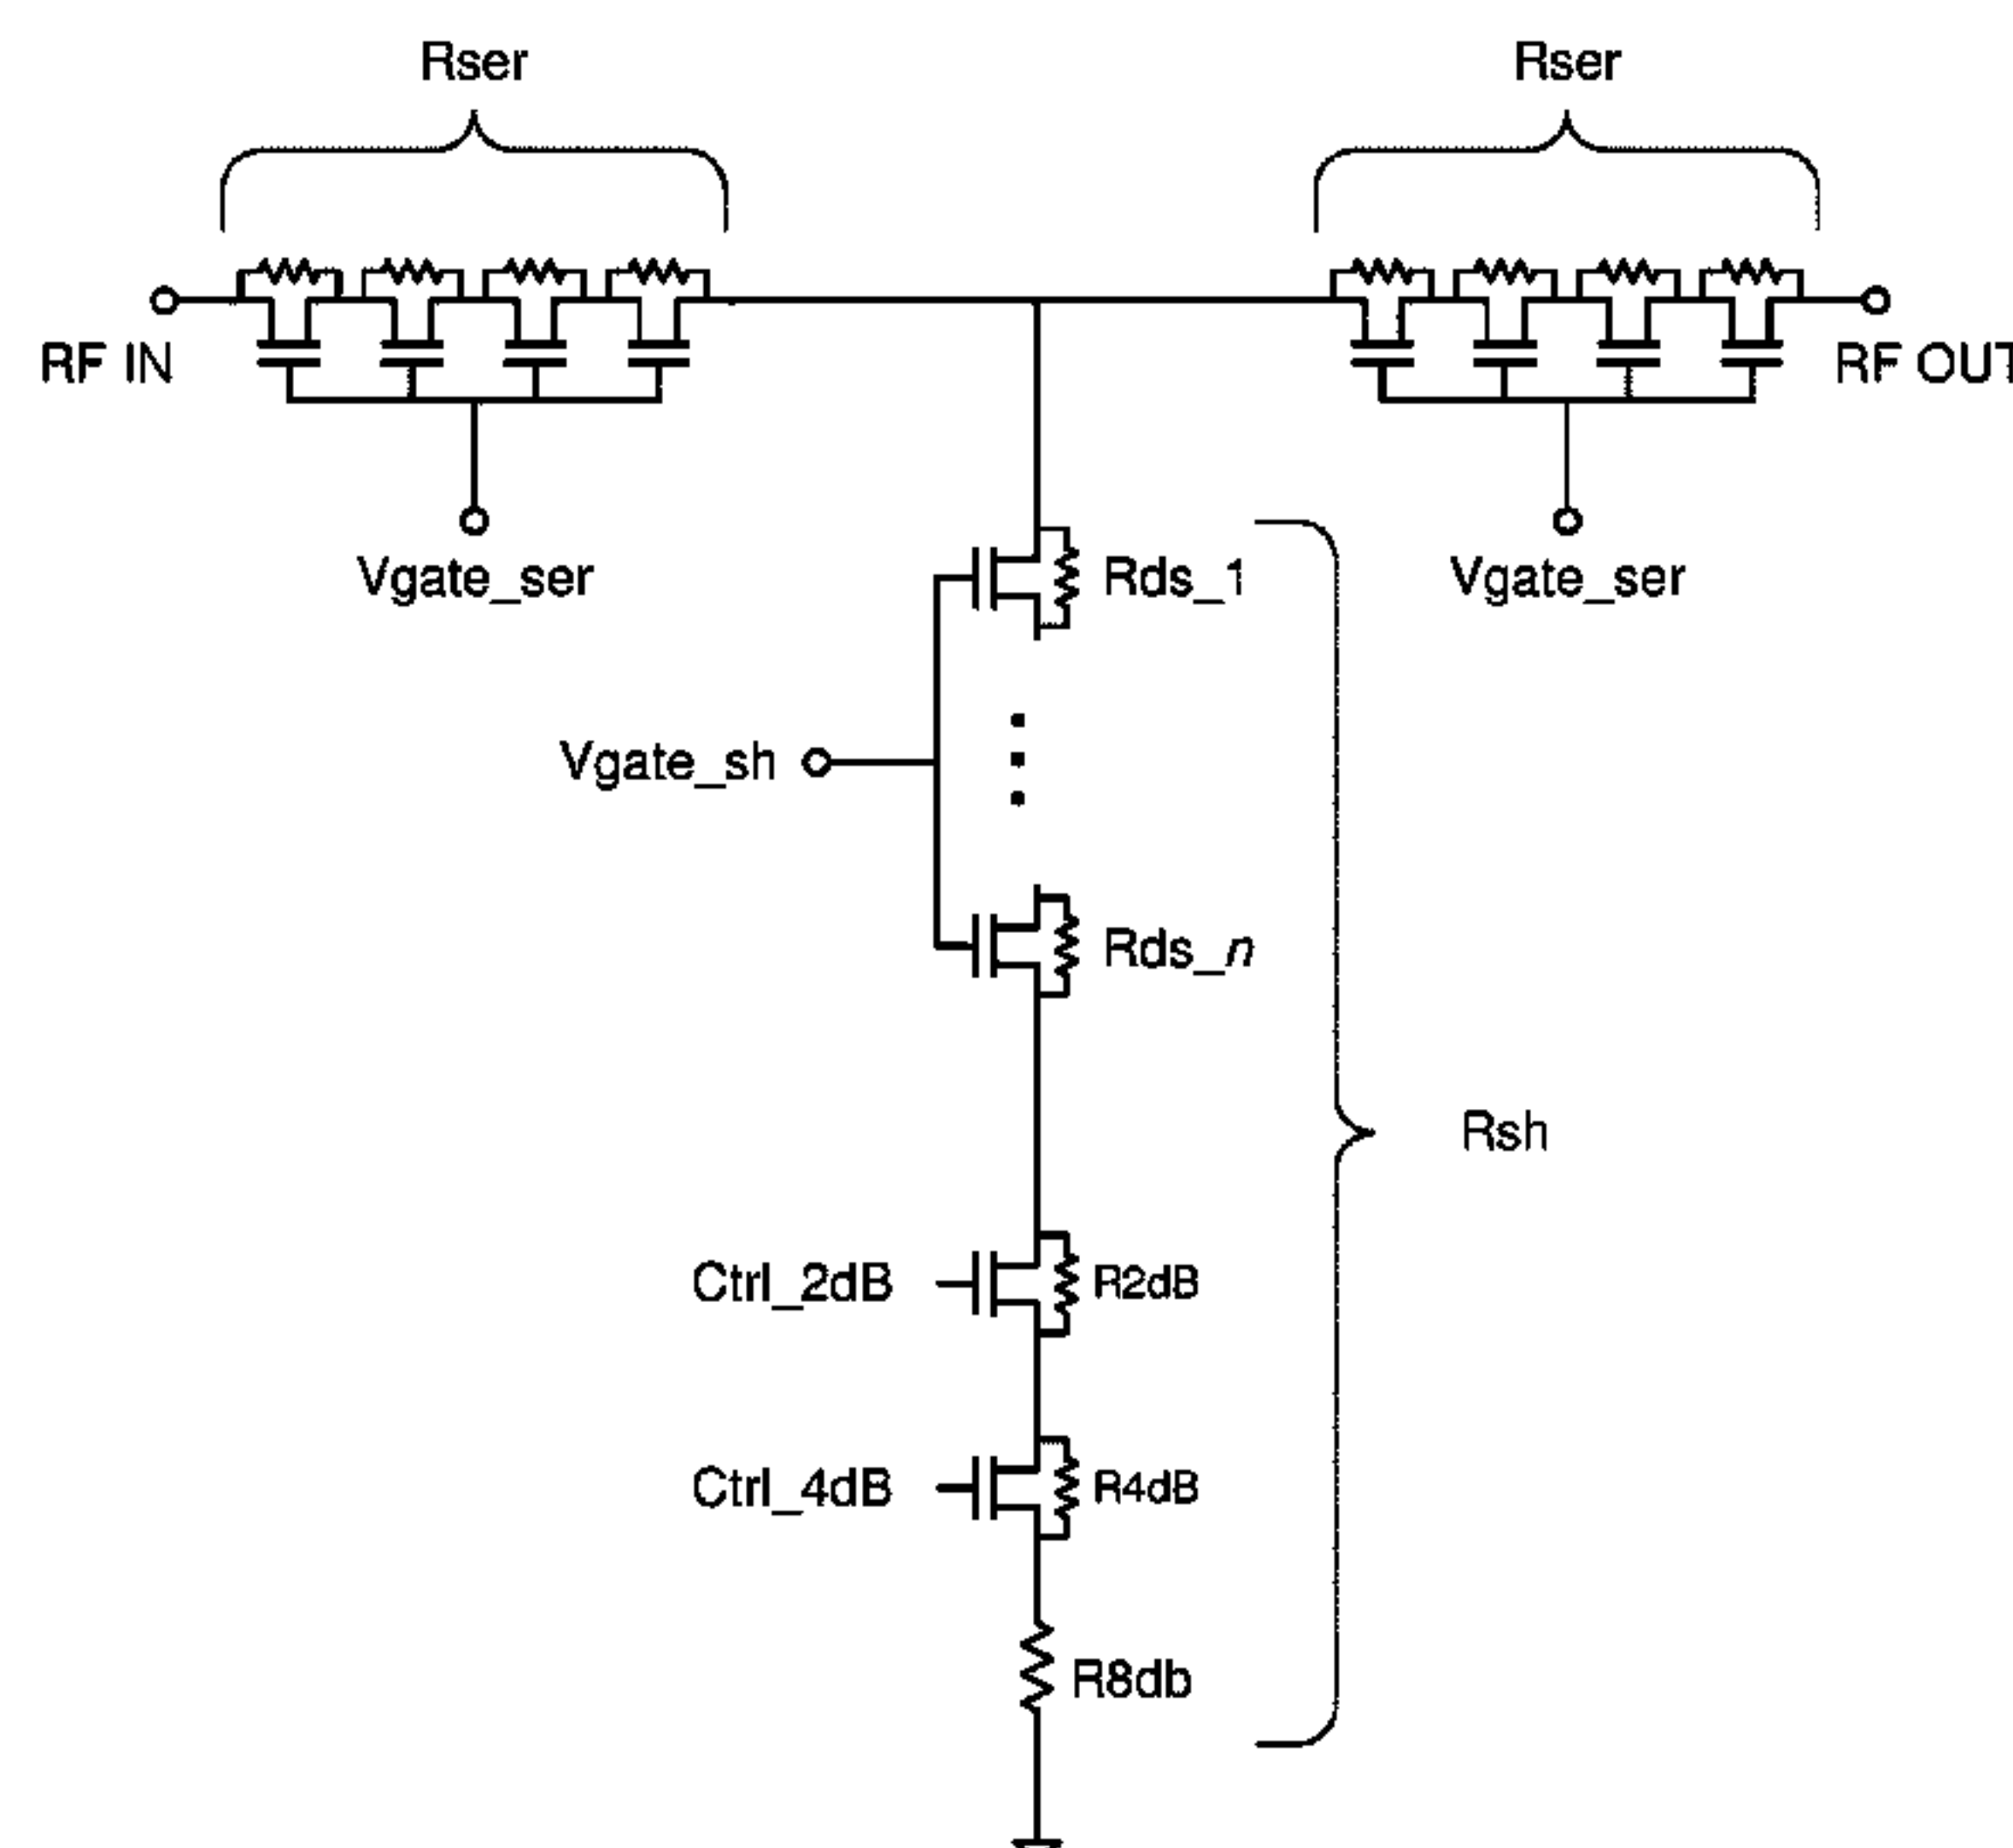 Rser
Rser
RF IN
RF OUT
Vgate_ser
Vgate_ser
Rds_1
Vgate_sh
Rds_n
Rsh
Ctrl_2dB
R2dB
Ctrl_4dB
R4dB
R8db